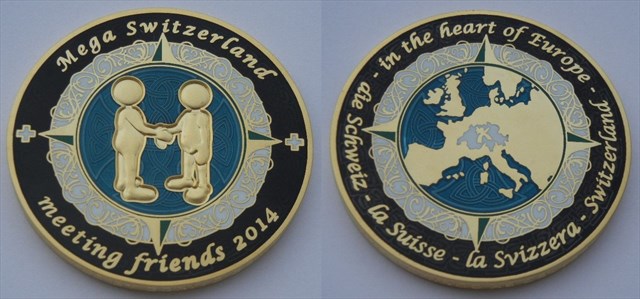 Mega Switzerland
meeting friends 2014
- in the heart of Europe -
die Schweiz - la Suisse - la Svizzera - Switzerland